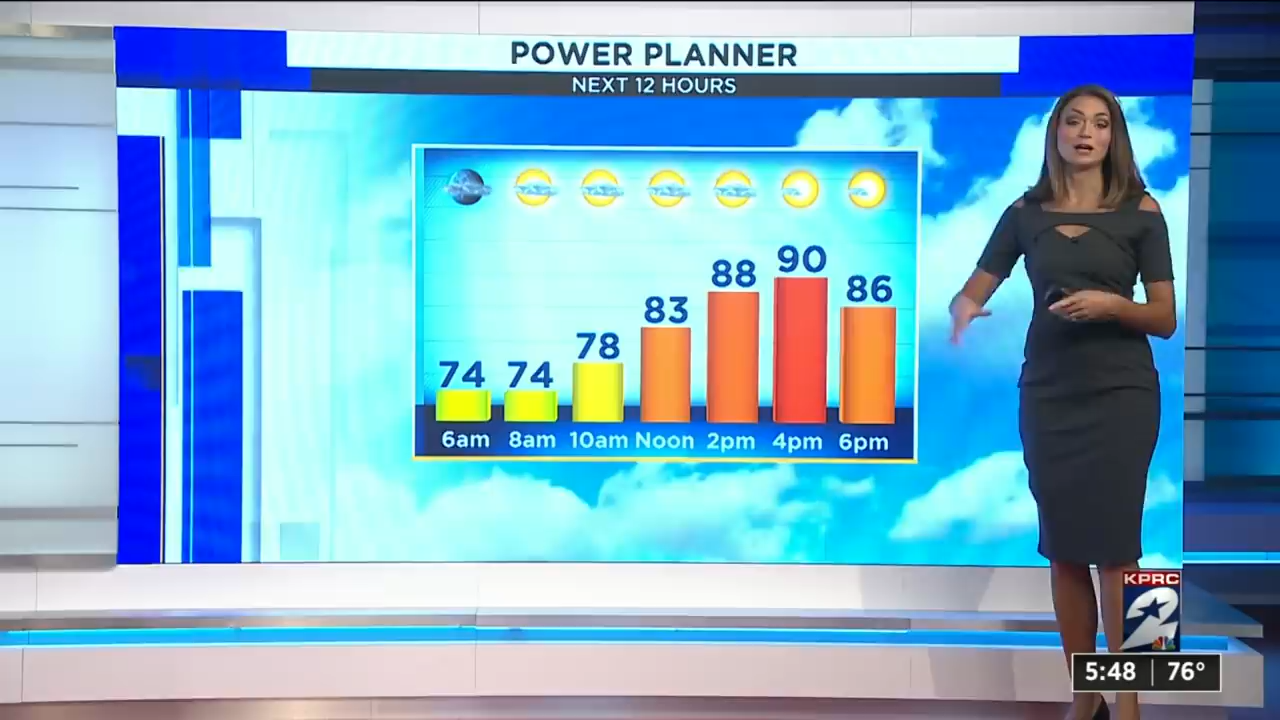 POWER PLANNER
NEXT 12 HOURS
74 74 78 83 88 90 86
6am 8am 10am Noon 2pm 4pm 6pm
KPRC
2
5:48 76°